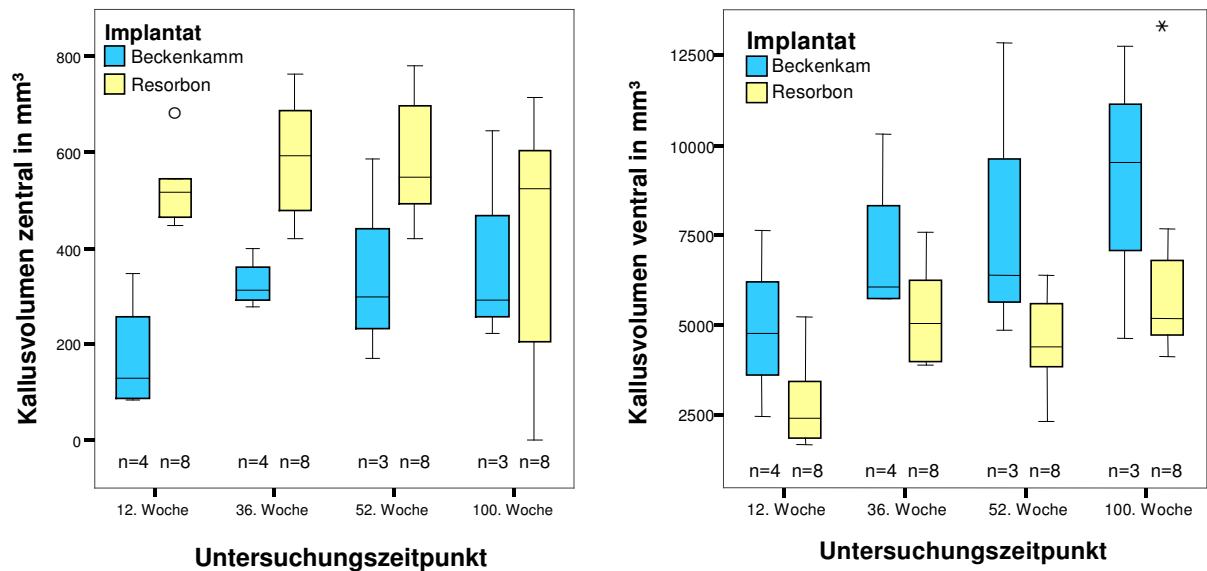 Kallusvolumen zentral in mm³
Implantat
Beckenkamm
Resorbon
800
600
400
200
0
n=4 n=8 n=4 n=8 n=3 n=8 n=3 n=8
12. Woche 36. Woche 52. Woche 100. Woche
Untersuchungszeitpunkt
Kallusvolumen ventral in mm³
Implantat
Beckenkam
Resorbon
12500
10000
7500
5000
2500
n=4 n=8 n=4 n=8 n=3 n=8 n=3 n=8
12. Woche 36. Woche 52. Woche 100. Woche
Untersuchungszeitpunkt